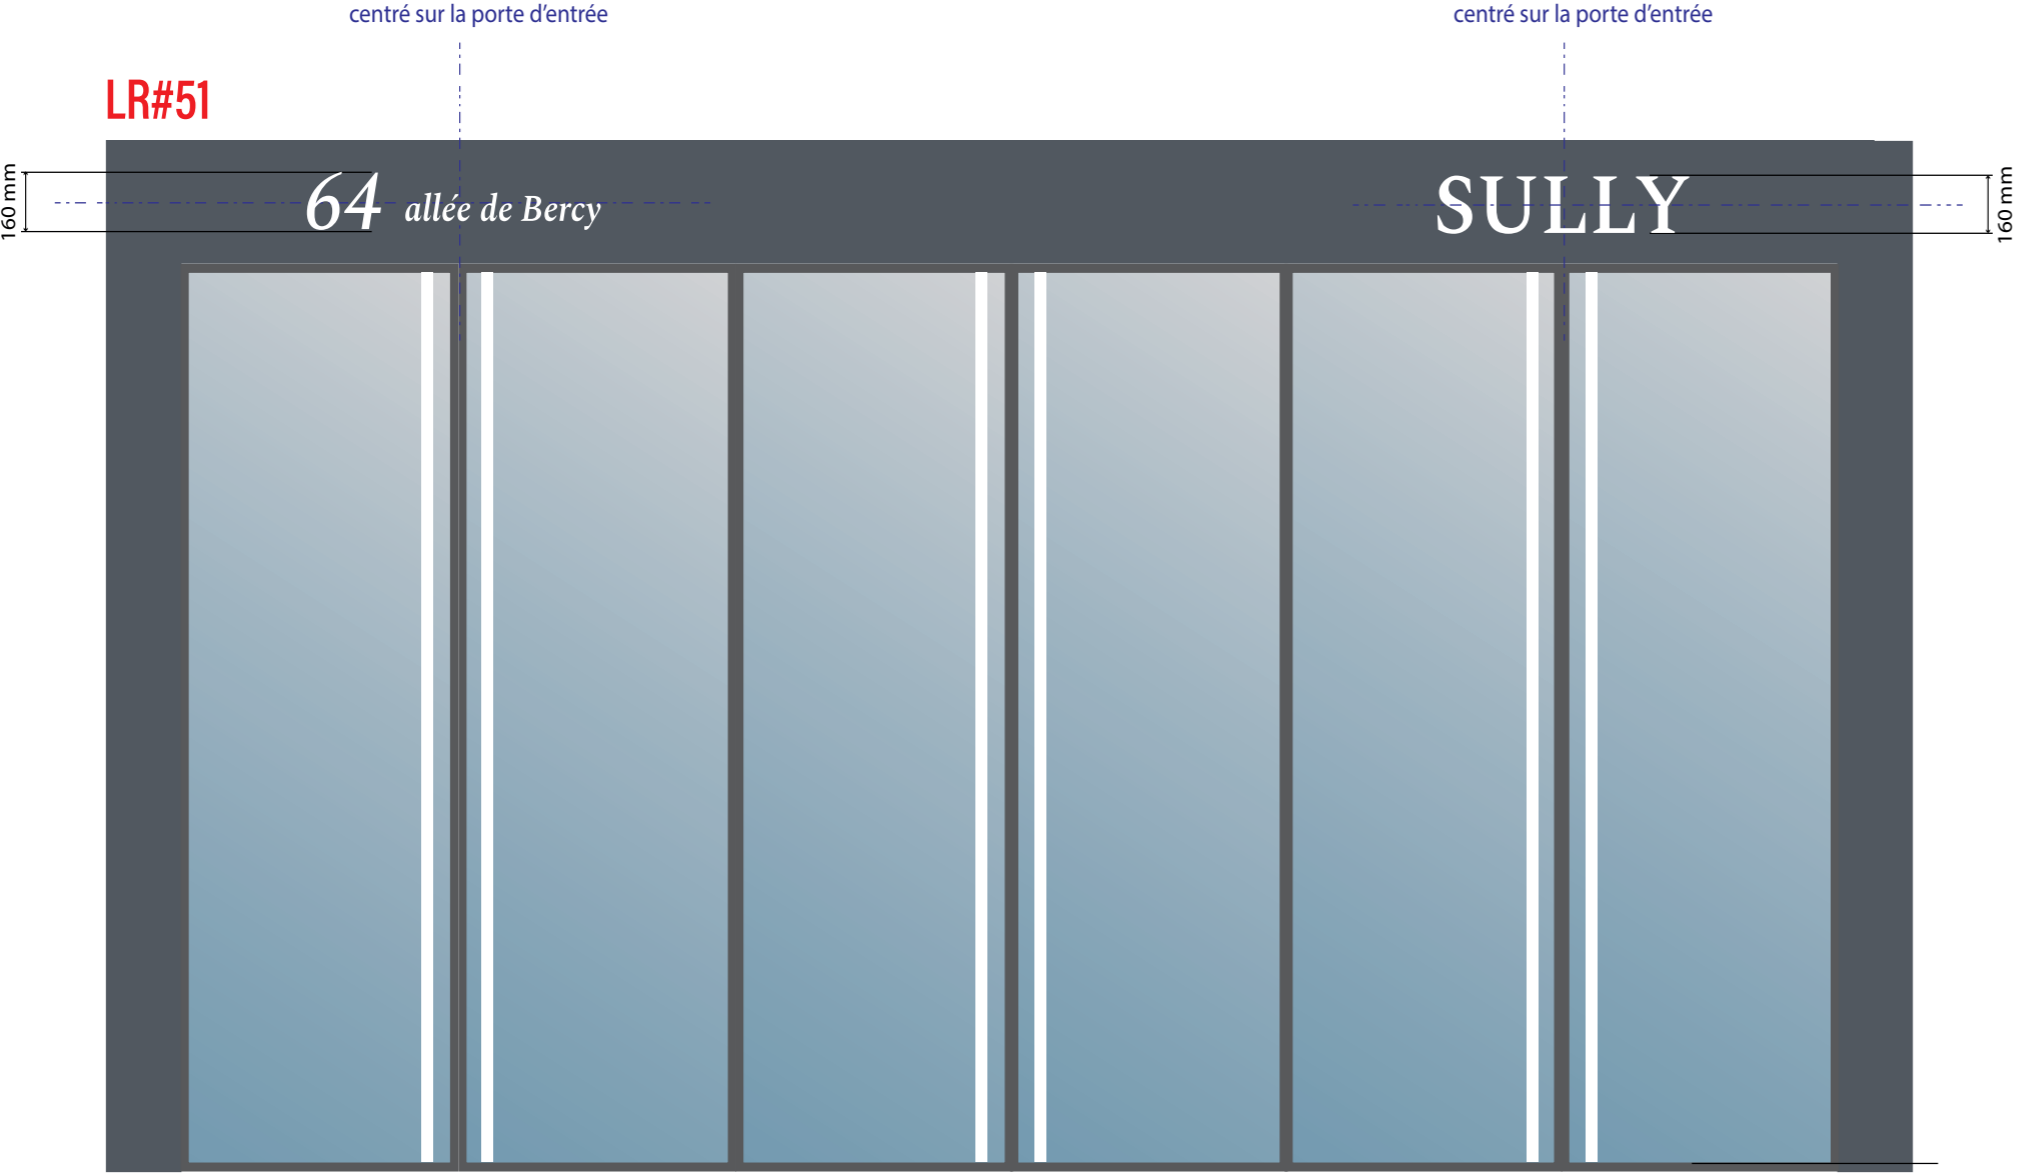 centré sur la porte d’entrée
centré sur la porte d’entrée
LR#51
160 mm
64 allée de Bercy
SULLY
160 mm